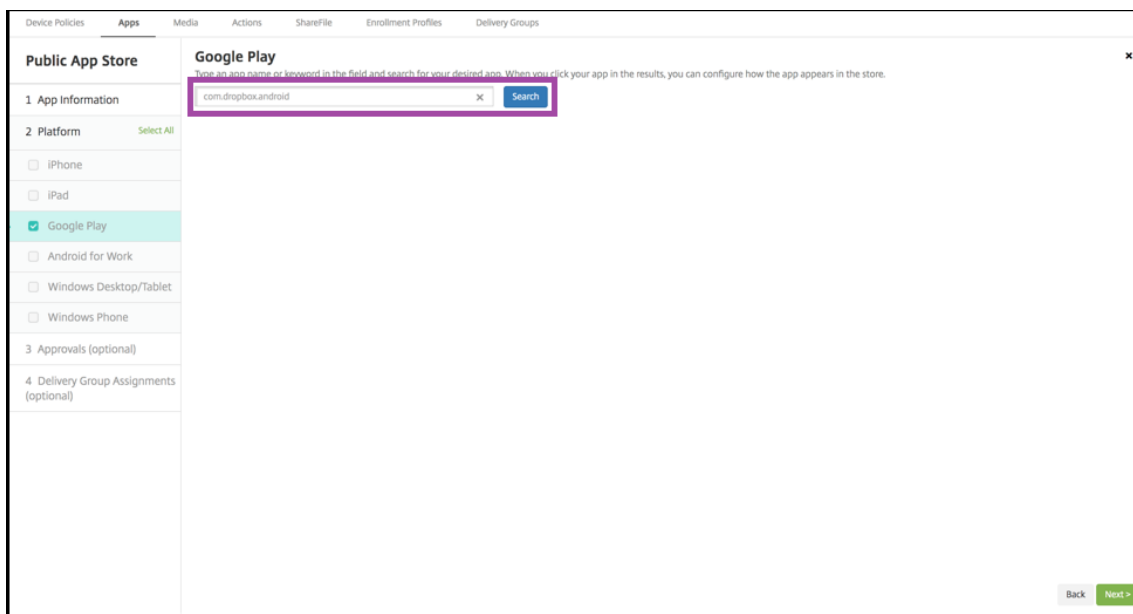 Device Policies Apps Media Actions ShareFile Enrollment Profiles Delivery Groups
Public App Store
1 App Information
2 Platform Select All
iPhone
iPad
Google Play
Android for Work
Windows Desktop/Tablet
Windows Phone
3 Approvals (optional)
4 Delivery Group Assignments
(optional)
Google Play
Type an app name or keyword in the field and search for your desired app. When you click your app in the results, you can configure how the app appears in the store.
com.dropbox.android Search
Back Next >